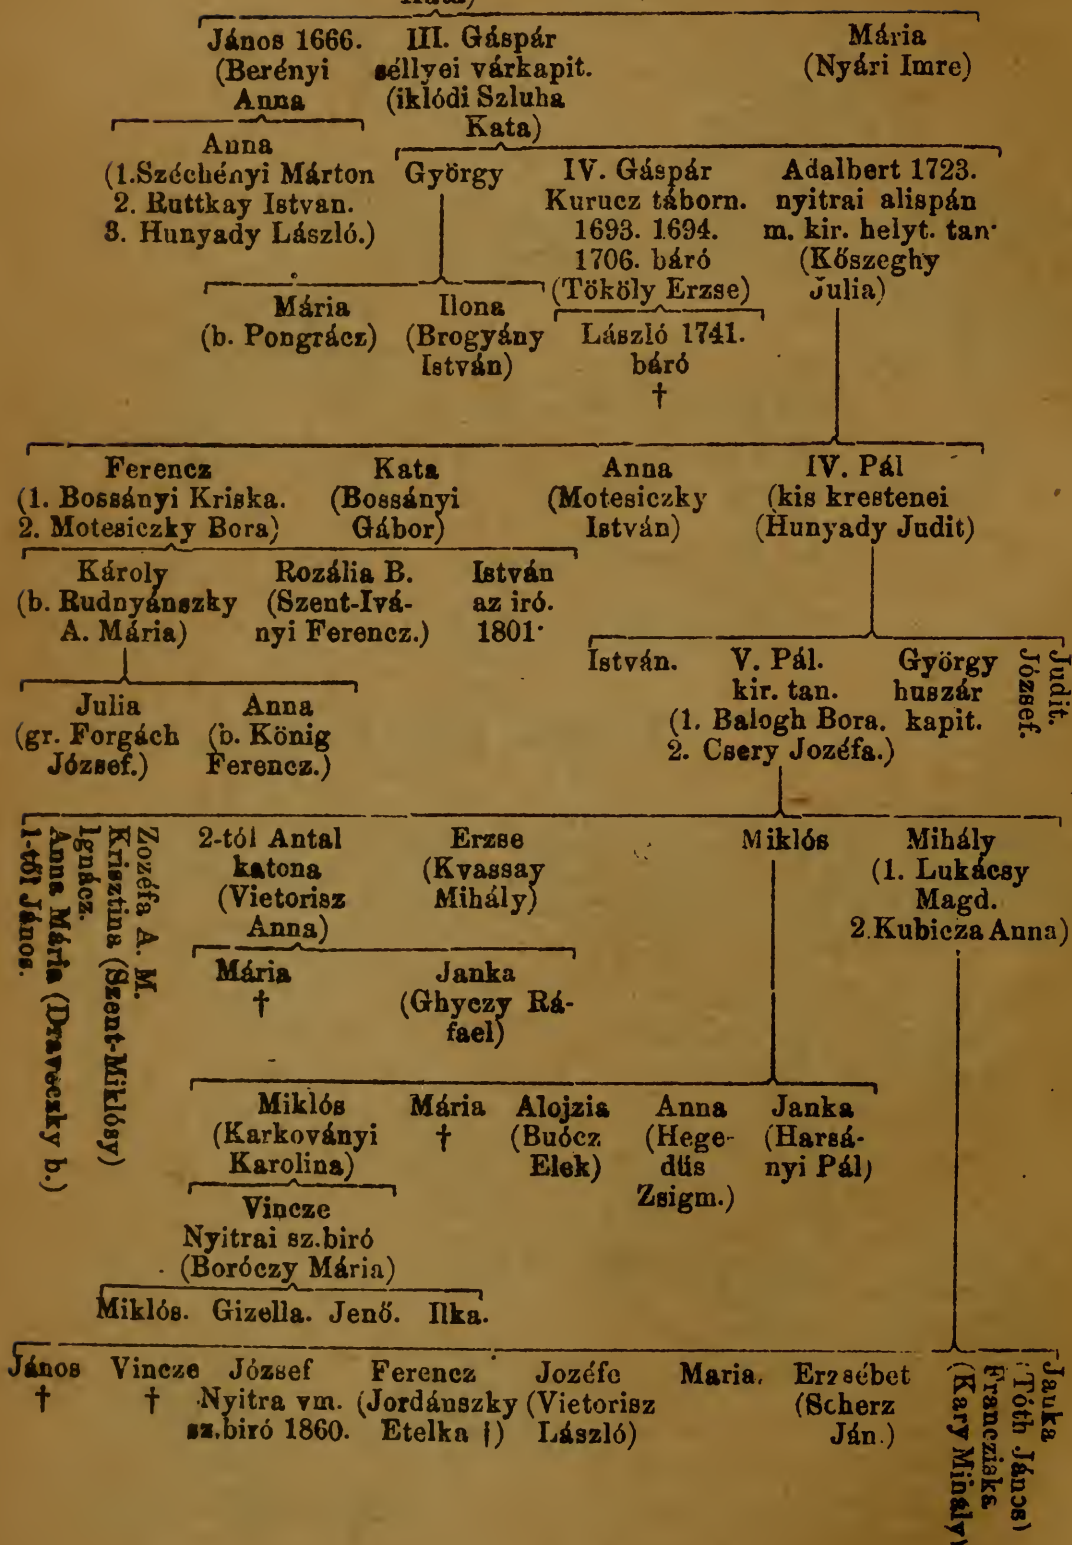 János 1666. III. Gáspár Mária
(Berényi séllyei várkapit. (Nyári Imre)
Anna (iklódi Szluha
Kata)
Anna György IV. Gáspár Adalbert 1723.
(1.Széchényi Márton Kurucz táborn. nyitrai alispán
2. Ruttkay Istvan. 1693. 1694. m. kir. helyt. tan·
3. Hunyady László.) 1706. báró (Kőszeghy
(Tököly Erzse) Julia)
Mária Ilona László 1741.
(b. Pongrácz) (Brogyány báró
István) †
Ferencz Kata Anna IV. Pál
(1. Bossányi Kriska. (Bossányi (Motesiczky (kis krestenei
2. Motesiczky Bora) Gábor) István) (Hunyady Judit)
Károly Rozália B. István
(b. Rudnyánszky (Szent-Ivá- az iró.
A. Mária) nyi Ferencz.) 1801·
István. V. Pál. György József. Judit.
kir. tan. huszár
(1. Balogh Bora. kapit.
2. Csery Jozéfa.)
Julia Anna
(gr. Forgách (b. König
József.) Ferencz.)
1-től János.
Anna Mária (Draveczky b.)
Ignácz.
Krisztina (Szent-Miklósy)
Zozéfa A. M.
2-tól Antal Erzse Miklós Mihály
katona (Kvassay (1. Lukácsy
(Vietorisz Mihály) Magd.
Anna) 2.Kubicza Anna)
Mária Janka
† (Ghyczy Rá-
fael)
Miklós Mária Alojzia Anna Janka
(Karkoványi † (Buócz (Hege- (Harsá-
Karolina) Elek) düs nyi Pál)
Zsigm.)
Vincze
Nyitrai sz.biró
(Boróczy Mária)
Miklós. Gizella. Jenő. Ilka.
János Vincze József Ferencz Jozéfe Maria. Erzsébet
† † Nyitra vm. (Jordánszky (Vietorisz (Scherz
sz.biró 1860. Etelka †) László) Ján.)
Janka
(Tóth János)
Francziska
(Kary Mihály)